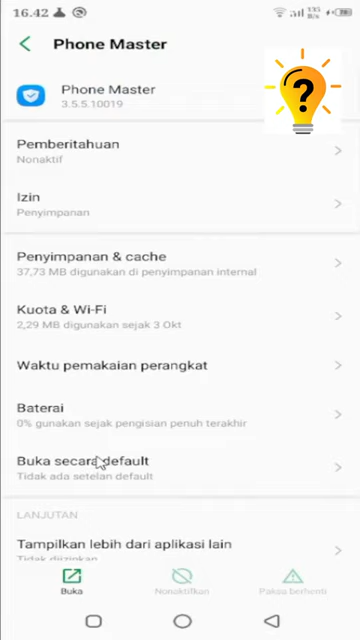 16.42
Phone Master
Phone Master
3.5.5.10019
Pemberitahuan
Nonaktif
Izin
Penyimpanan
Penyimpanan & cache
37,73 MB digunakan di penyimpanan internal
Kuota & Wi-Fi
2,29 MB digunakan sejak 3 Okt
Waktu pemakaian perangkat
Baterai
0% gunakan sejak pengisian penuh terakhir
Buka secara default
Tidak ada setelan default
LANJUTAN
Tampilkan lebih dari aplikasi lain
Tidak diizinkan
Buka
Nonaktifkan
Paksa berhenti